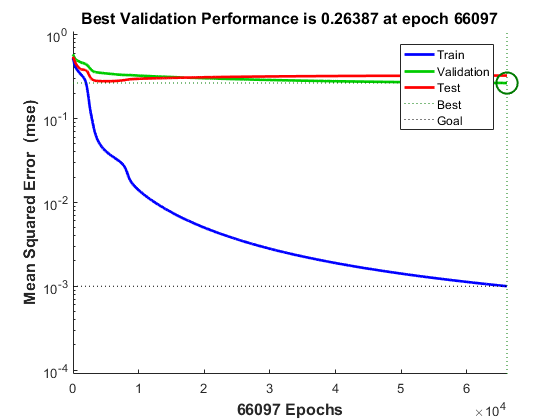 Best Validation Performance is 0.26387 at epoch 66097
Mean Squared Error (mse)
10^0
10^-1
10^-2
10^-3
10^-4
Train
Validation
Test
Best
Goal
0 1 2 3 4 5 6
×10^4
66097 Epochs